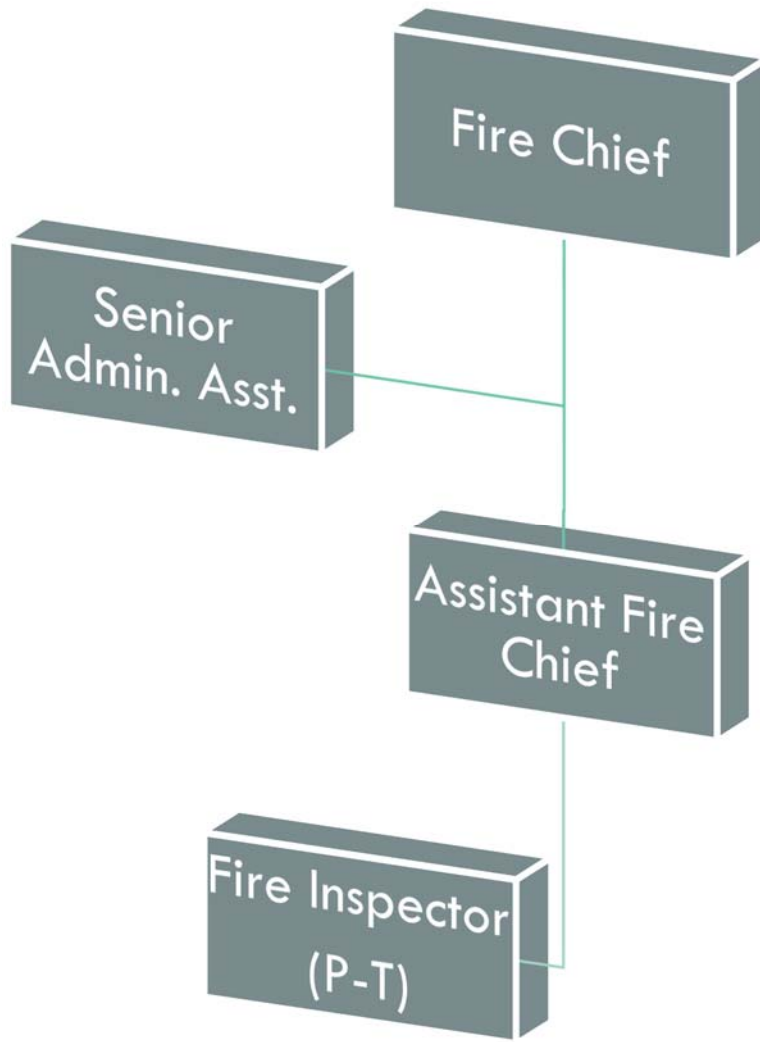 Fire Chief
Senior
Admin. Asst.
Assistant Fire
Chief
Fire Inspector
(P-T)